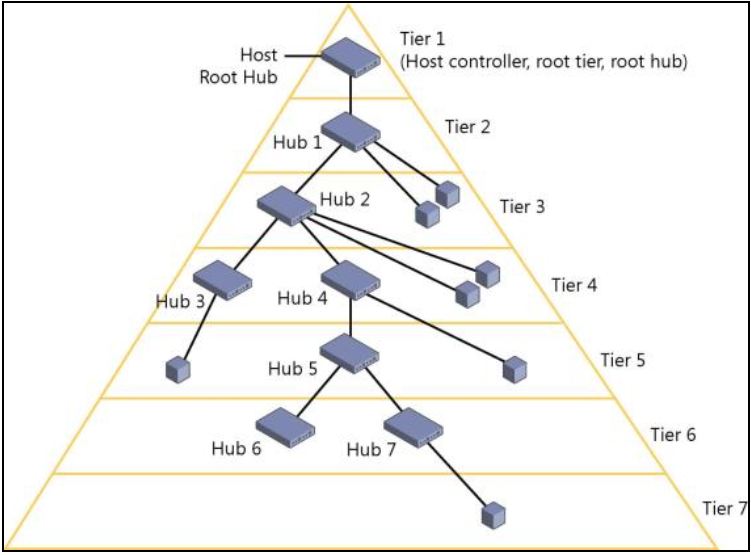 Tier 1
(Host controller, root tier, root hub)
Host
Root Hub
Tier 2
Hub 1
Tier 3
Hub 2
Tier 4
Hub 3
Hub 4
Tier 5
Hub 5
Tier 6
Hub 6
Hub 7
Tier 7